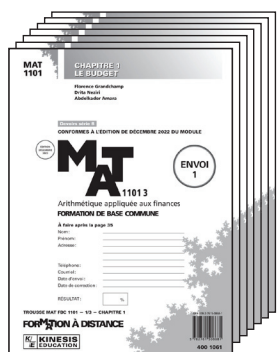 MAT
1101
CHAPITRE 1
LE BUDGET
Florence Grandchamp
Drita Neziri
Abdelkader Amara
CONFORMES À L'ÉDITION DE DÉCEMBRE 2022 DU MODULE
MAT
1101 3
ENVOI
1
Arithmétique appliquée aux finances
FORMATION DE BASE COMMUNE
À faire après la page 35
Nom :
Prénom :
Adresse :
Téléphone :
Courriel :
Date d'envoi :
Date de correction :
RÉSULTAT :
%
TROUSSE MAT FBC 1101 – 1/3 – CHAPITRE 1
FORMATION À DISTANCE
KINESIS
EDUCATION
400 1061